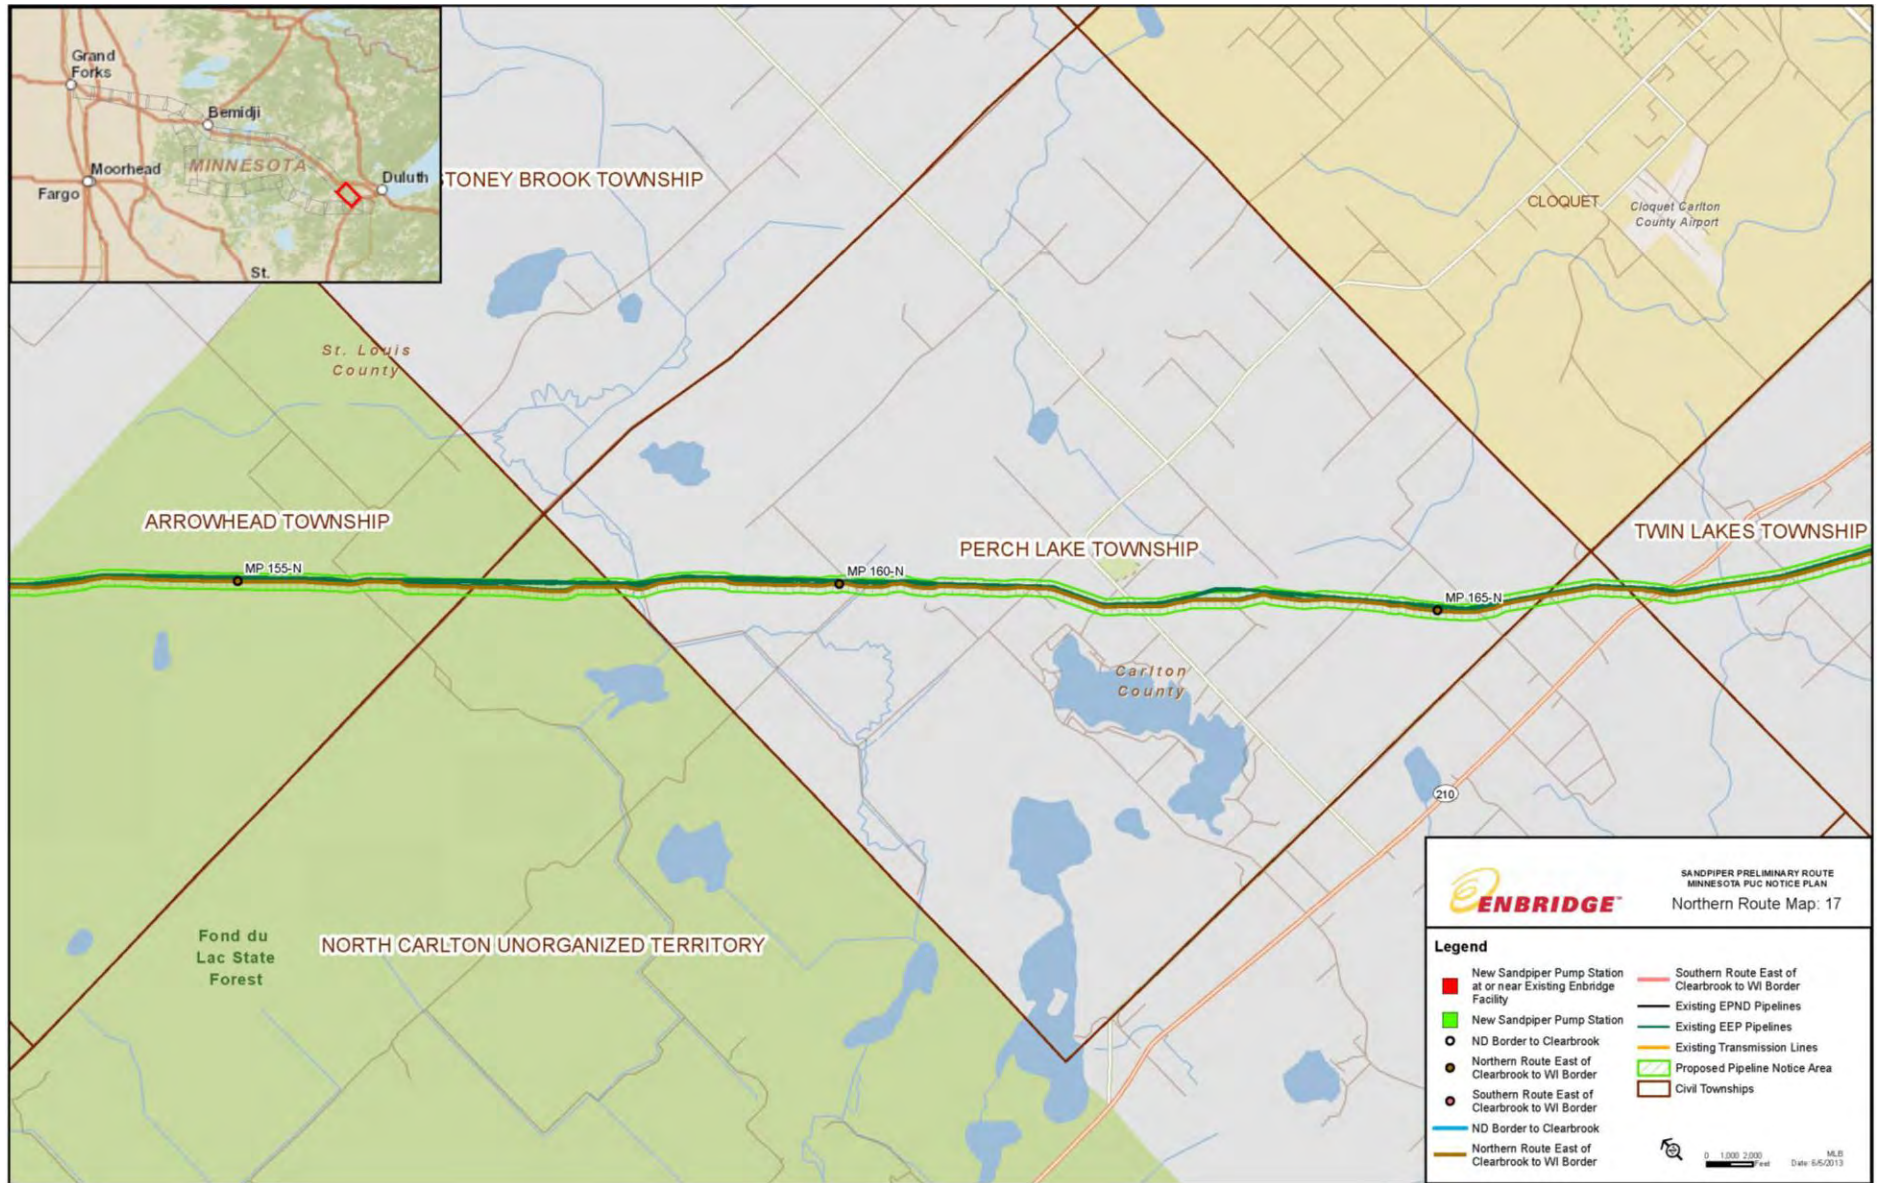 Grand
Forks
Bemidji
MINNESOTA
Moorhead
Fargo
Duluth
St.
STONEY BROOK TOWNSHIP
CLOQUET
Cloquet Carlton
County Airport
St. Louis
County
ARROWHEAD TOWNSHIP
PERCH LAKE TOWNSHIP
TWIN LAKES TOWNSHIP
MP 155-N
MP 160-N
MP 165-N
Carlton
County
210
Fond du
Lac State
Forest
NORTH CARLTON UNORGANIZED TERRITORY
ENBRIDGE™
SANDPIPER PRELIMINARY ROUTE
MINNESOTA PUC NOTICE PLAN
Northern Route Map: 17
Legend
New Sandpiper Pump Station
at or near Existing Enbridge
Facility
New Sandpiper Pump Station
ND Border to Clearbrook
Northern Route East of
Clearbrook to WI Border
Southern Route East of
Clearbrook to WI Border
ND Border to Clearbrook
Northern Route East of
Clearbrook to WI Border
Southern Route East of
Clearbrook to WI Border
Existing EPND Pipelines
Existing EEP Pipelines
Existing Transmission Lines
Proposed Pipeline Notice Area
Civil Townships
0 1,000 2,000
Feet
MLB
Date: 6/5/2013